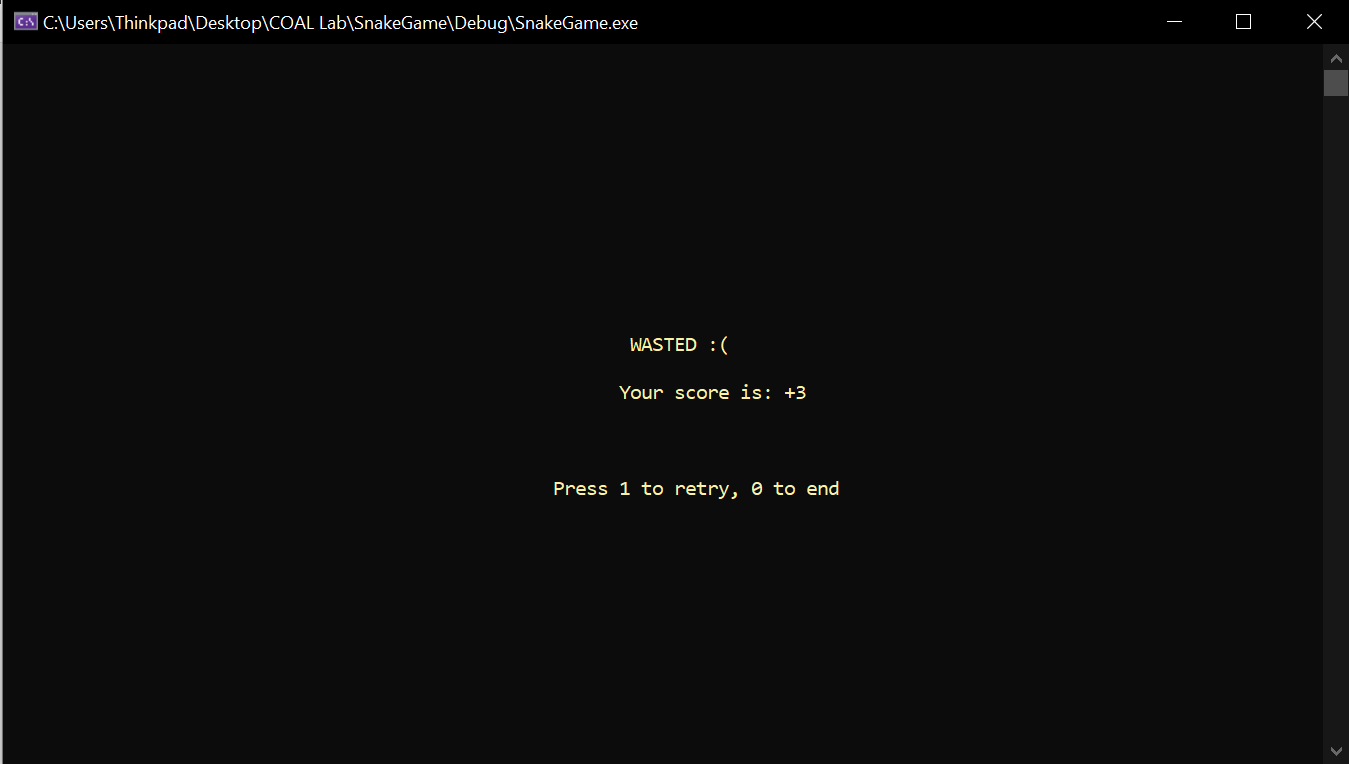 C:\Users\Thinkpad\Desktop\COAL Lab\SnakeGame\Debug\SnakeGame.exe
WASTED :(
Your score is: +3
Press 1 to retry, 0 to end